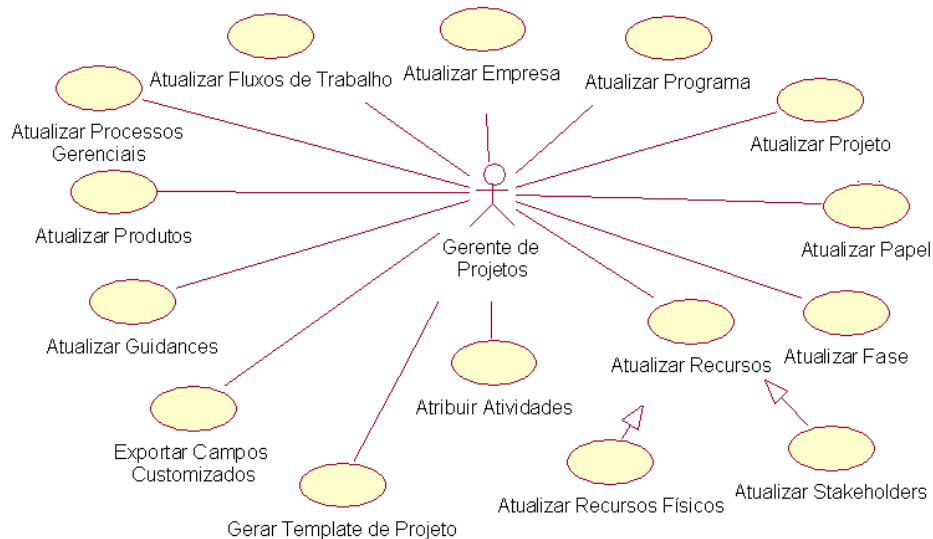 Atualizar Fluxos de Trabalho
Atualizar Empresa
Atualizar Programa
Atualizar Processos
Gerenciais
Atualizar Projeto
Atualizar Produtos
Gerente de
Projetos
Atualizar Papel
Atualizar Guidances
Atualizar Recursos
Atualizar Fase
Atribuir Atividades
Exportar Campos
Customizados
Atualizar Recursos Físicos
Atualizar Stakeholders
Gerar Template de Projeto